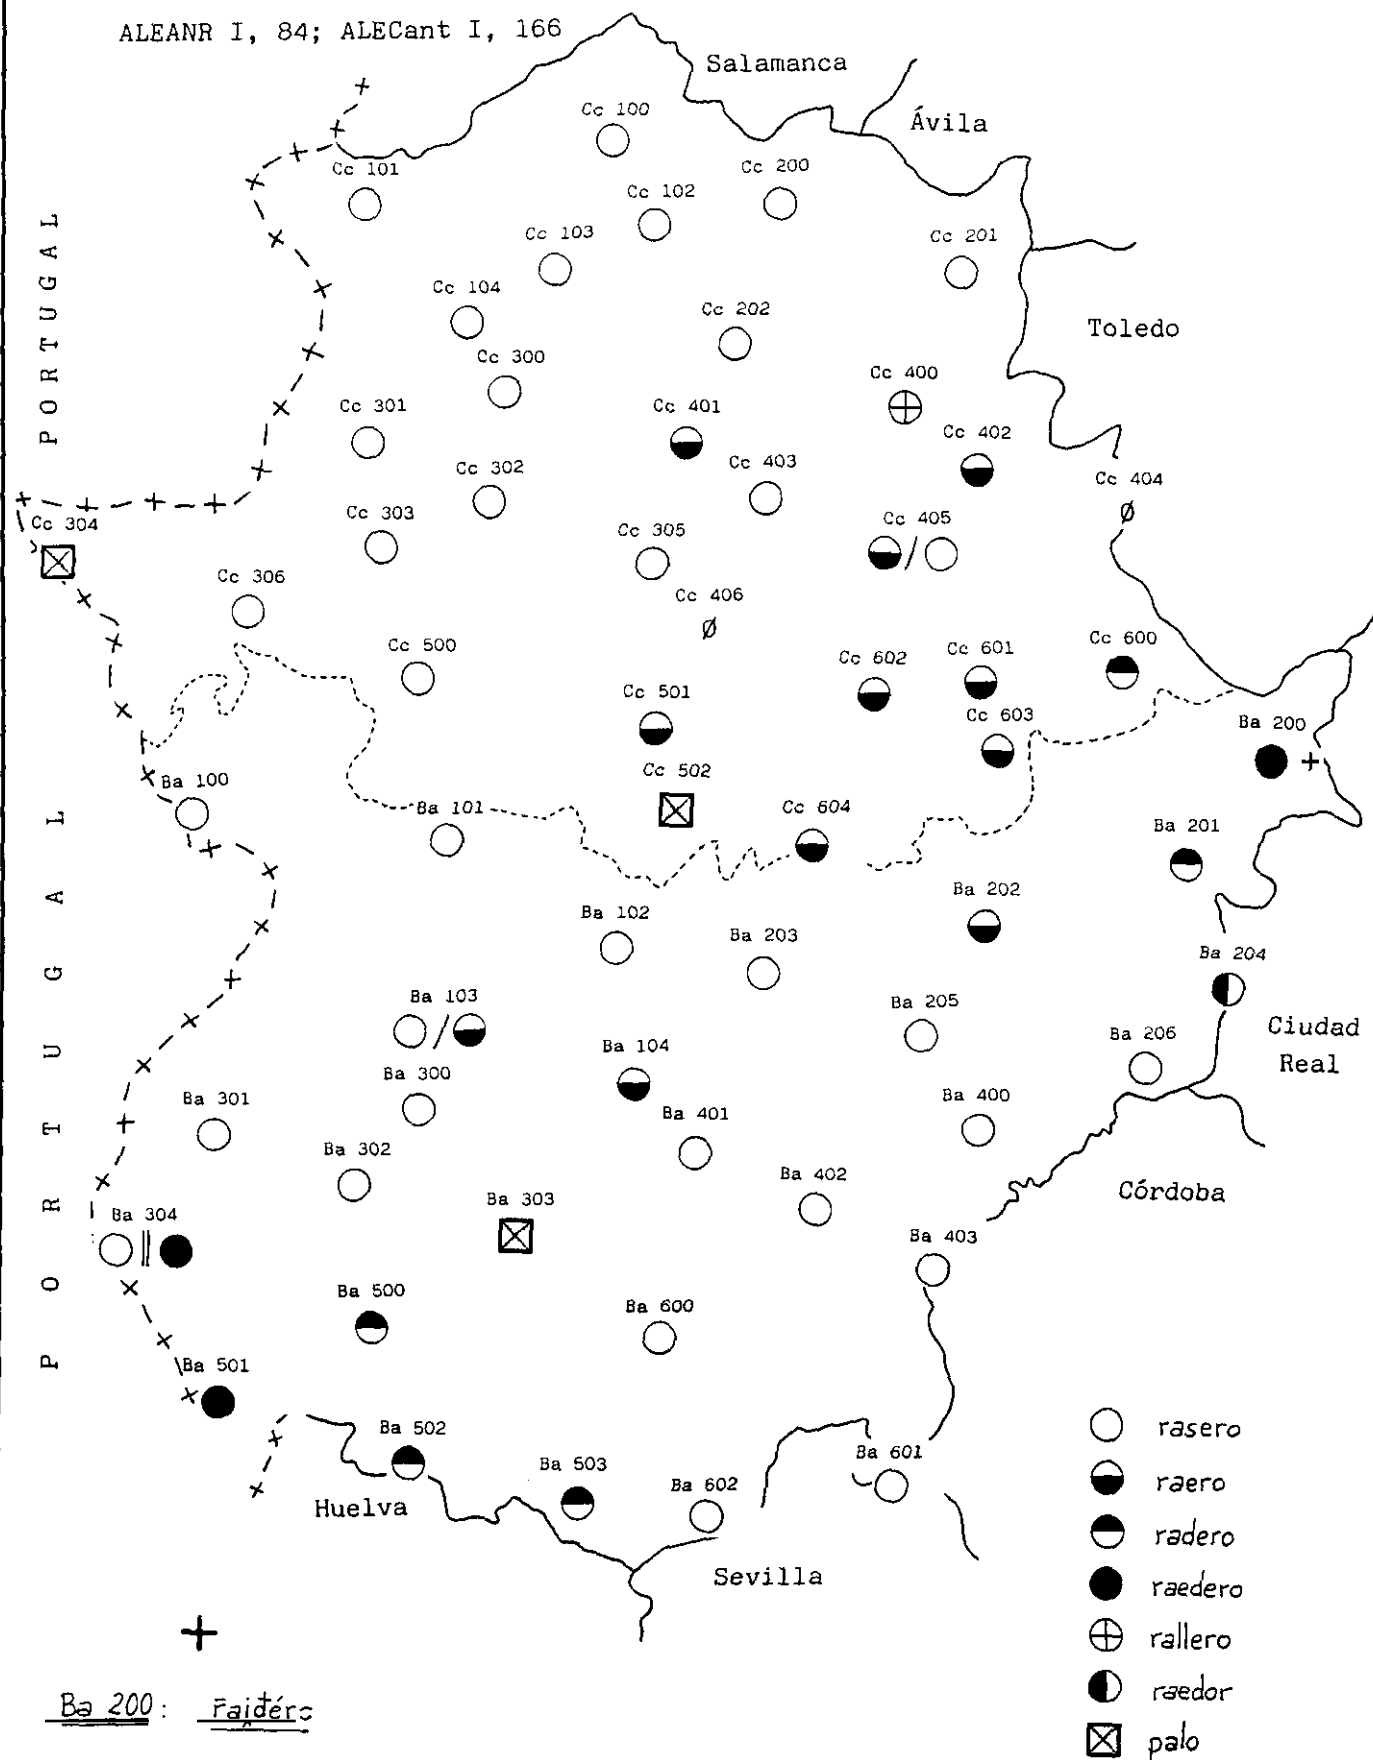 ALEANR I, 84; ALECant I, 166
Salamanca
Ávila
Cc 100
Cc 101
Cc 200
Cc 102
Cc 103
Cc 201
Cc 104
Cc 202
Toledo
Cc 300
Cc 400
Cc 301
Cc 401
Cc 402
Cc 403
Cc 302
Cc 404
Ø
Cc 303
Cc 405
/
Cc 304
Cc 305
Cc 306
Cc 406
Ø
Cc 500
Cc 600
Cc 601
Cc 602
Cc 501
Cc 603
Ba 200
+
Cc 502
Ba 100
Ba 101
Cc 604
Ba 201
Ba 202
Ba 102
Ba 203
Ba 204
Ba 103
/
Ba 205
Ciudad
Real
Ba 206
Ba 104
Ba 300
Ba 301
Ba 401
Ba 400
Ba 302
Ba 402
Córdoba
Ba 303
Ba 304
||
Ba 403
Ba 500
Ba 600
Ba 501
Ba 502
Ba 503
Ba 601
Ba 602
Huelva
Sevilla
PORTUGAL
PORTUGAL
rasero
raero
radero
raedero
rallero
raedor
palo
+
Ba 200: